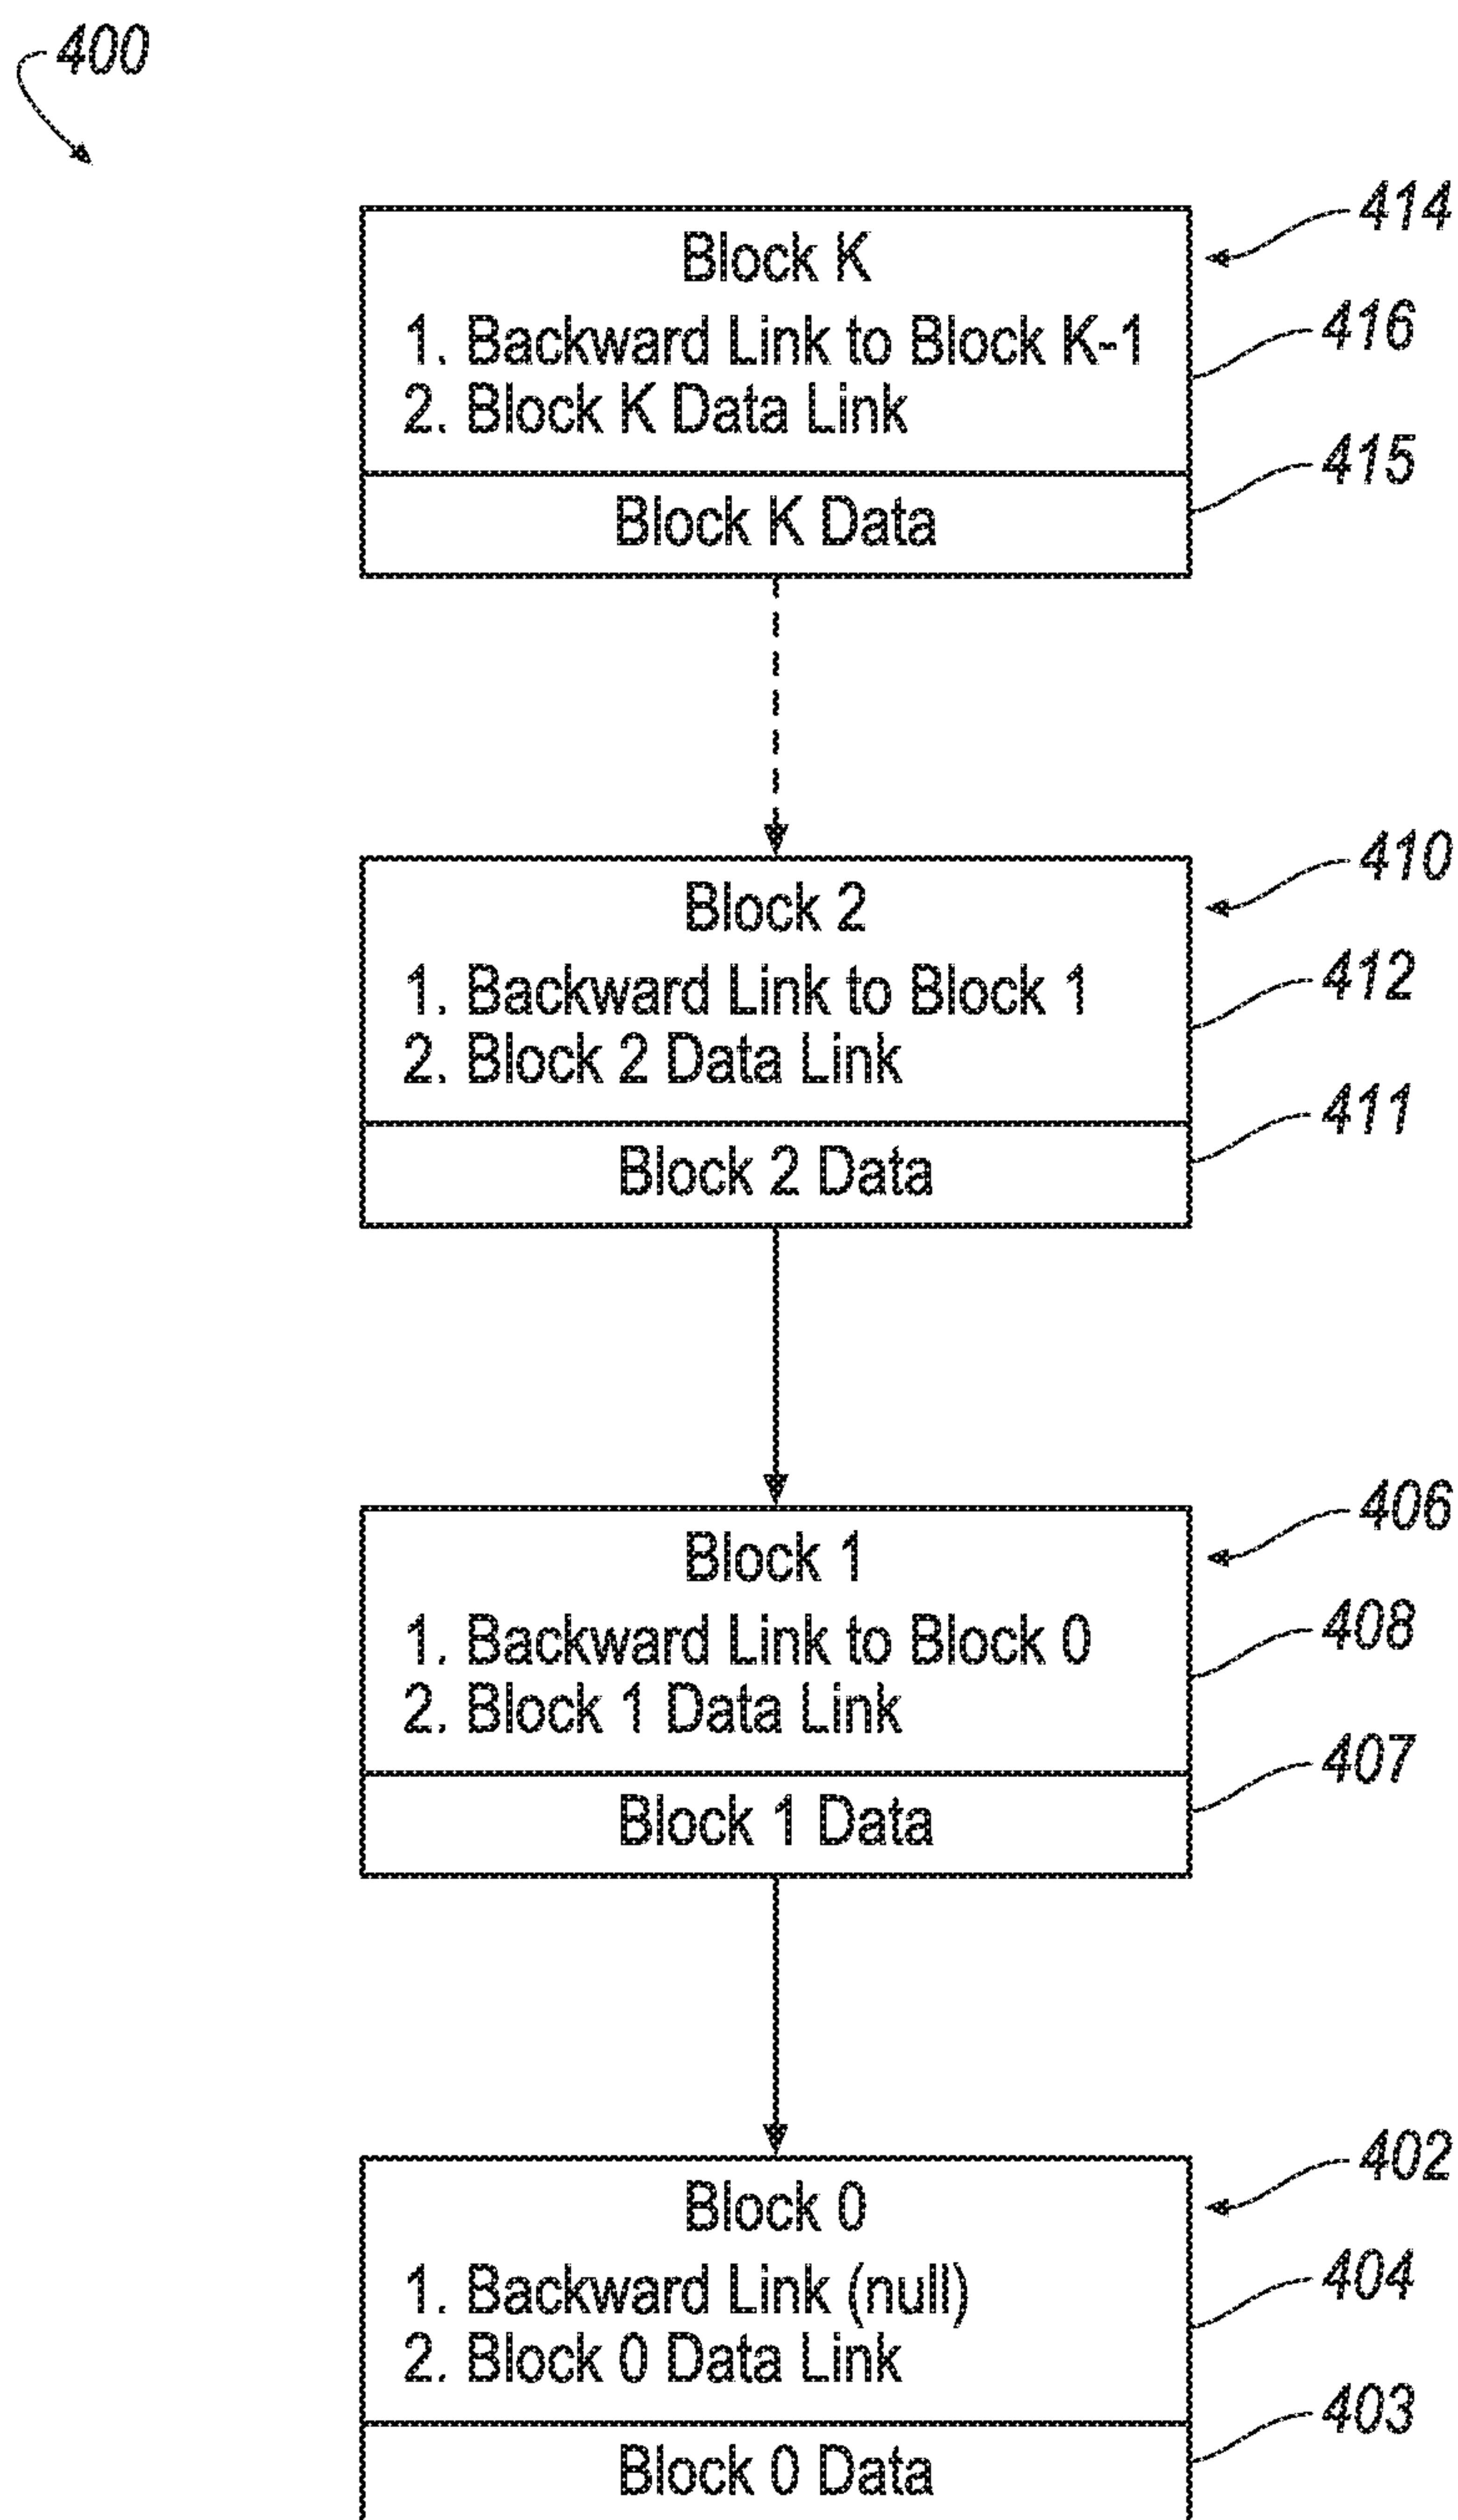 400
414
Block K
416
1. Backward Link to Block K-1
2. Block K Data Link
415
Block K Data
410
Block 2
412
1. Backward Link to Block 1
2. Block 2 Data Link
411
Block 2 Data
406
Block 1
408
1. Backward Link to Block 0
2. Block 1 Data Link
407
Block 1 Data
402
Block 0
404
1. Backward Link (null)
2. Block 0 Data Link
403
Block 0 Data